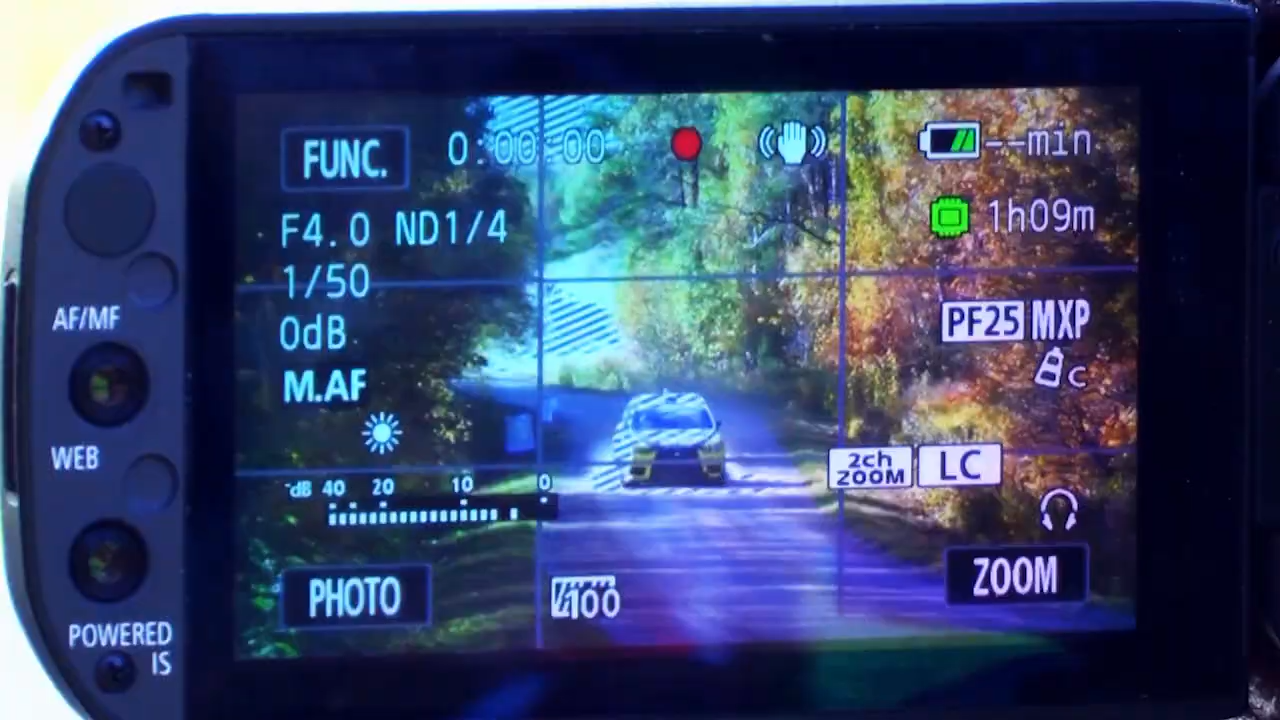 FUNC. 0:00:00 --min
F4.0 ND1/4 1h09m
1/50
0dB PF25 MXP
M.AF C
AF/MF
WEB
2ch ZOOM LC
-dB 40 20 10 0
PHOTO 100 ZOOM
POWERED
IS